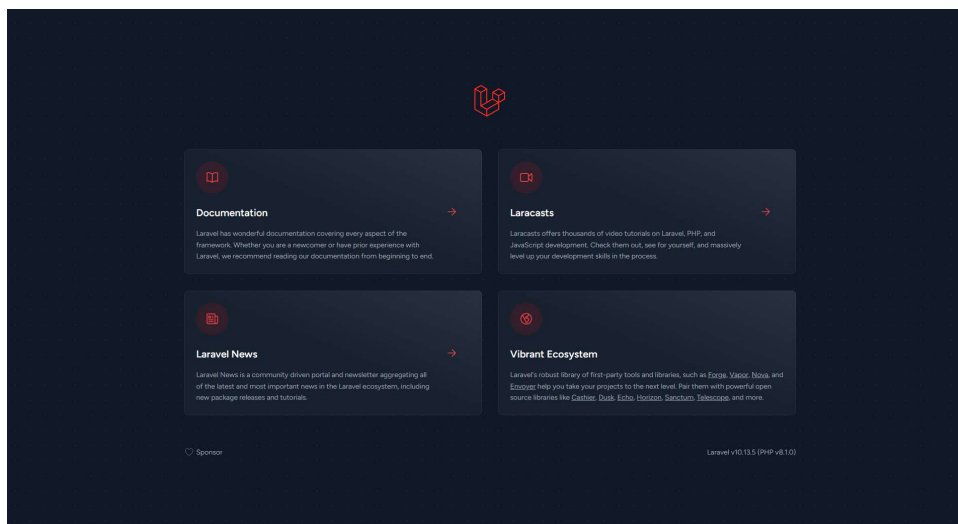 Documentation
Laravel has wonderful documentation covering every aspect of the
framework. Whether you are a newcomer or have prior experience with
Laravel, we recommend reading our documentation from beginning to end.
Laracasts
Laracasts offers thousands of video tutorials on Laravel, PHP, and
JavaScript development. Check them out, see for yourself, and massively
level up your development skills in the process.
Laravel News
Laravel News is a community driven portal and newsletter aggregating all
of the latest and most important news in the Laravel ecosystem, including
new package releases and tutorials.
Vibrant Ecosystem
Laravel's robust library of first-party tools and libraries, such as Forge, Vapor, Nova, and
Envoyer help you take your projects to the next level. Pair them with powerful open
source libraries like Cashier, Dusk, Echo, Horizon, Sanctum, Telescope, and more.
Sponsor
Laravel v10.13.5 (PHP v8.1.0)